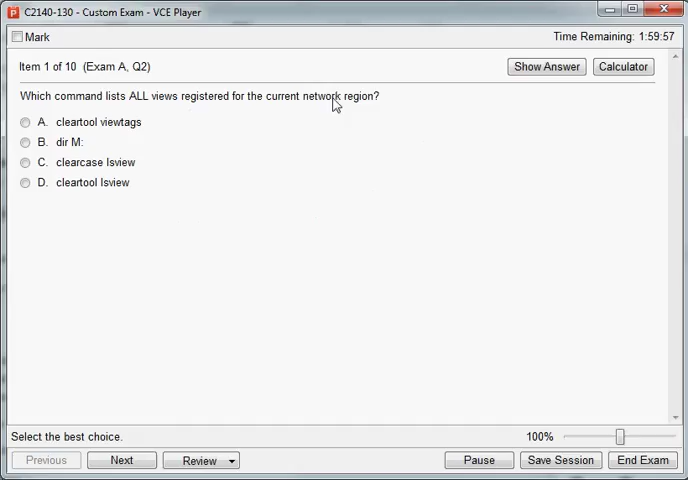 C2140-130 - Custom Exam - VCE Player
Mark
Time Remaining: 1:59:57
Item 1 of 10 (Exam A, Q2)
Show Answer
Calculator
Which command lists ALL views registered for the current network region?
A. cleartool viewtags
B. dir M:
C. clearcase lsview
D. cleartool lsview
Select the best choice.
100%
Previous
Next
Review
Pause
Save Session
End Exam